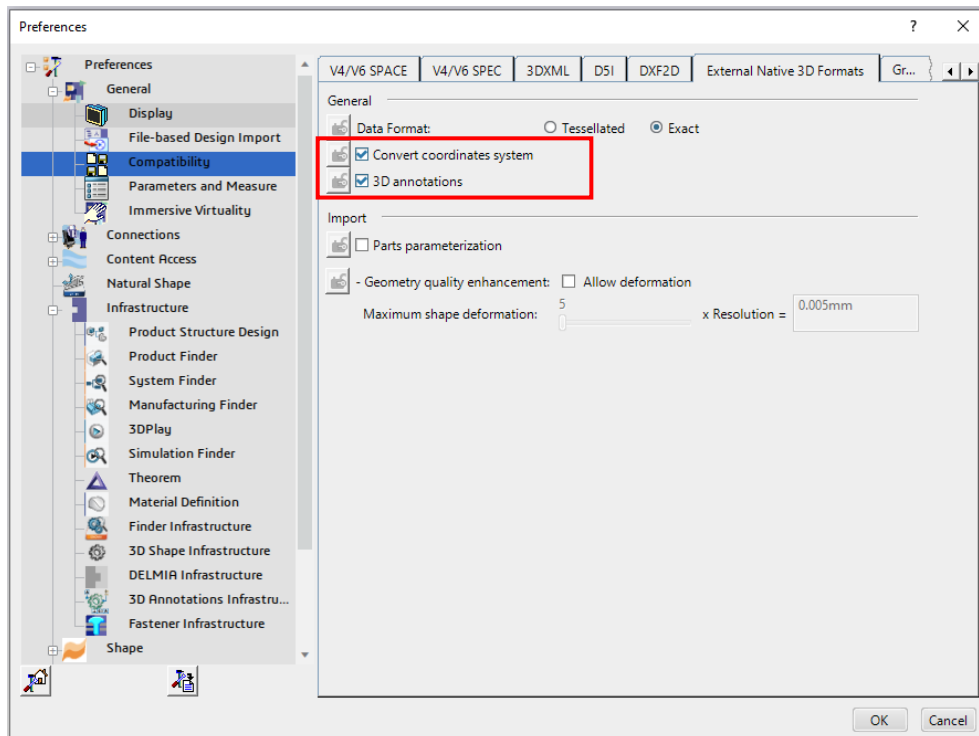 Preferences
?
Preferences
General
Display
File-based Design Import
Compatibility
Parameters and Measure
Immersive Virtuality
Connections
Content Access
Natural Shape
Infrastructure
Product Structure Design
Product Finder
System Finder
Manufacturing Finder
3DPlay
Simulation Finder
Theorem
Material Definition
Finder Infrastructure
3D Shape Infrastructure
DELMIA Infrastructure
3D Annotations Infrastru...
Fastener Infrastructure
Shape
V4/V6 SPACE V4/V6 SPEC 3DXML D5I DXF2D External Native 3D Formats Gr...
General
Data Format: Tessellated Exact
Convert coordinates system
3D annotations
Import
Parts parameterization
- Geometry quality enhancement: Allow deformation
Maximum shape deformation: 5 x Resolution = 0.005mm
OK Cancel